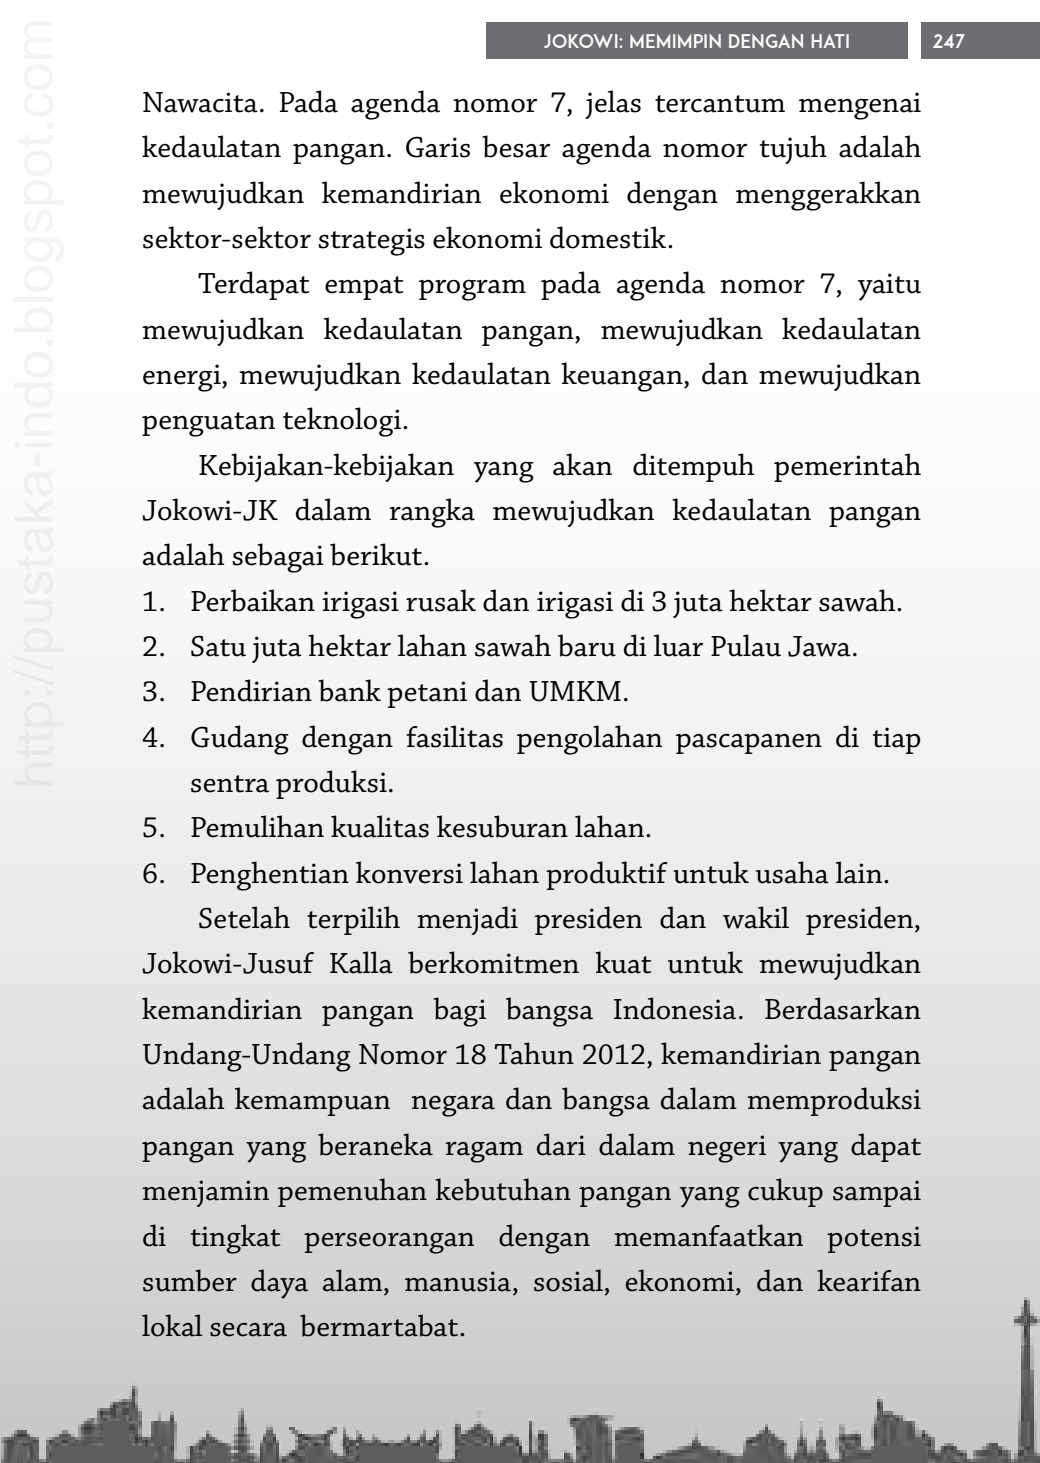 JOKOWI: MEMIMPIN DENGAN HATI
247
http://pustaka-indo.blogspot.com
Nawacita. Pada agenda nomor 7, jelas tercantum mengenai
kedaulatan pangan. Garis besar agenda nomor tujuh adalah
mewujudkan kemandirian ekonomi dengan menggerakkan
sektor-sektor strategis ekonomi domestik.
Terdapat empat program pada agenda nomor 7, yaitu
mewujudkan kedaulatan pangan, mewujudkan kedaulatan
energi, mewujudkan kedaulatan keuangan, dan mewujudkan
penguatan teknologi.
Kebijakan-kebijakan yang akan ditempuh pemerintah
Jokowi-JK dalam rangka mewujudkan kedaulatan pangan
adalah sebagai berikut.
1. Perbaikan irigasi rusak dan irigasi di 3 juta hektar sawah.
2. Satu juta hektar lahan sawah baru di luar Pulau Jawa.
3. Pendirian bank petani dan UMKM.
4. Gudang dengan fasilitas pengolahan pascapanen di tiap
sentra produksi.
5. Pemulihan kualitas kesuburan lahan.
6. Penghentian konversi lahan produktif untuk usaha lain.
Setelah terpilih menjadi presiden dan wakil presiden,
Jokowi-Jusuf Kalla berkomitmen kuat untuk mewujudkan
kemandirian pangan bagi bangsa Indonesia. Berdasarkan
Undang-Undang Nomor 18 Tahun 2012, kemandirian pangan
adalah kemampuan negara dan bangsa dalam memproduksi
pangan yang beraneka ragam dari dalam negeri yang dapat
menjamin pemenuhan kebutuhan pangan yang cukup sampai
di tingkat perseorangan dengan memanfaatkan potensi
sumber daya alam, manusia, sosial, ekonomi, dan kearifan
lokal secara bermartabat.